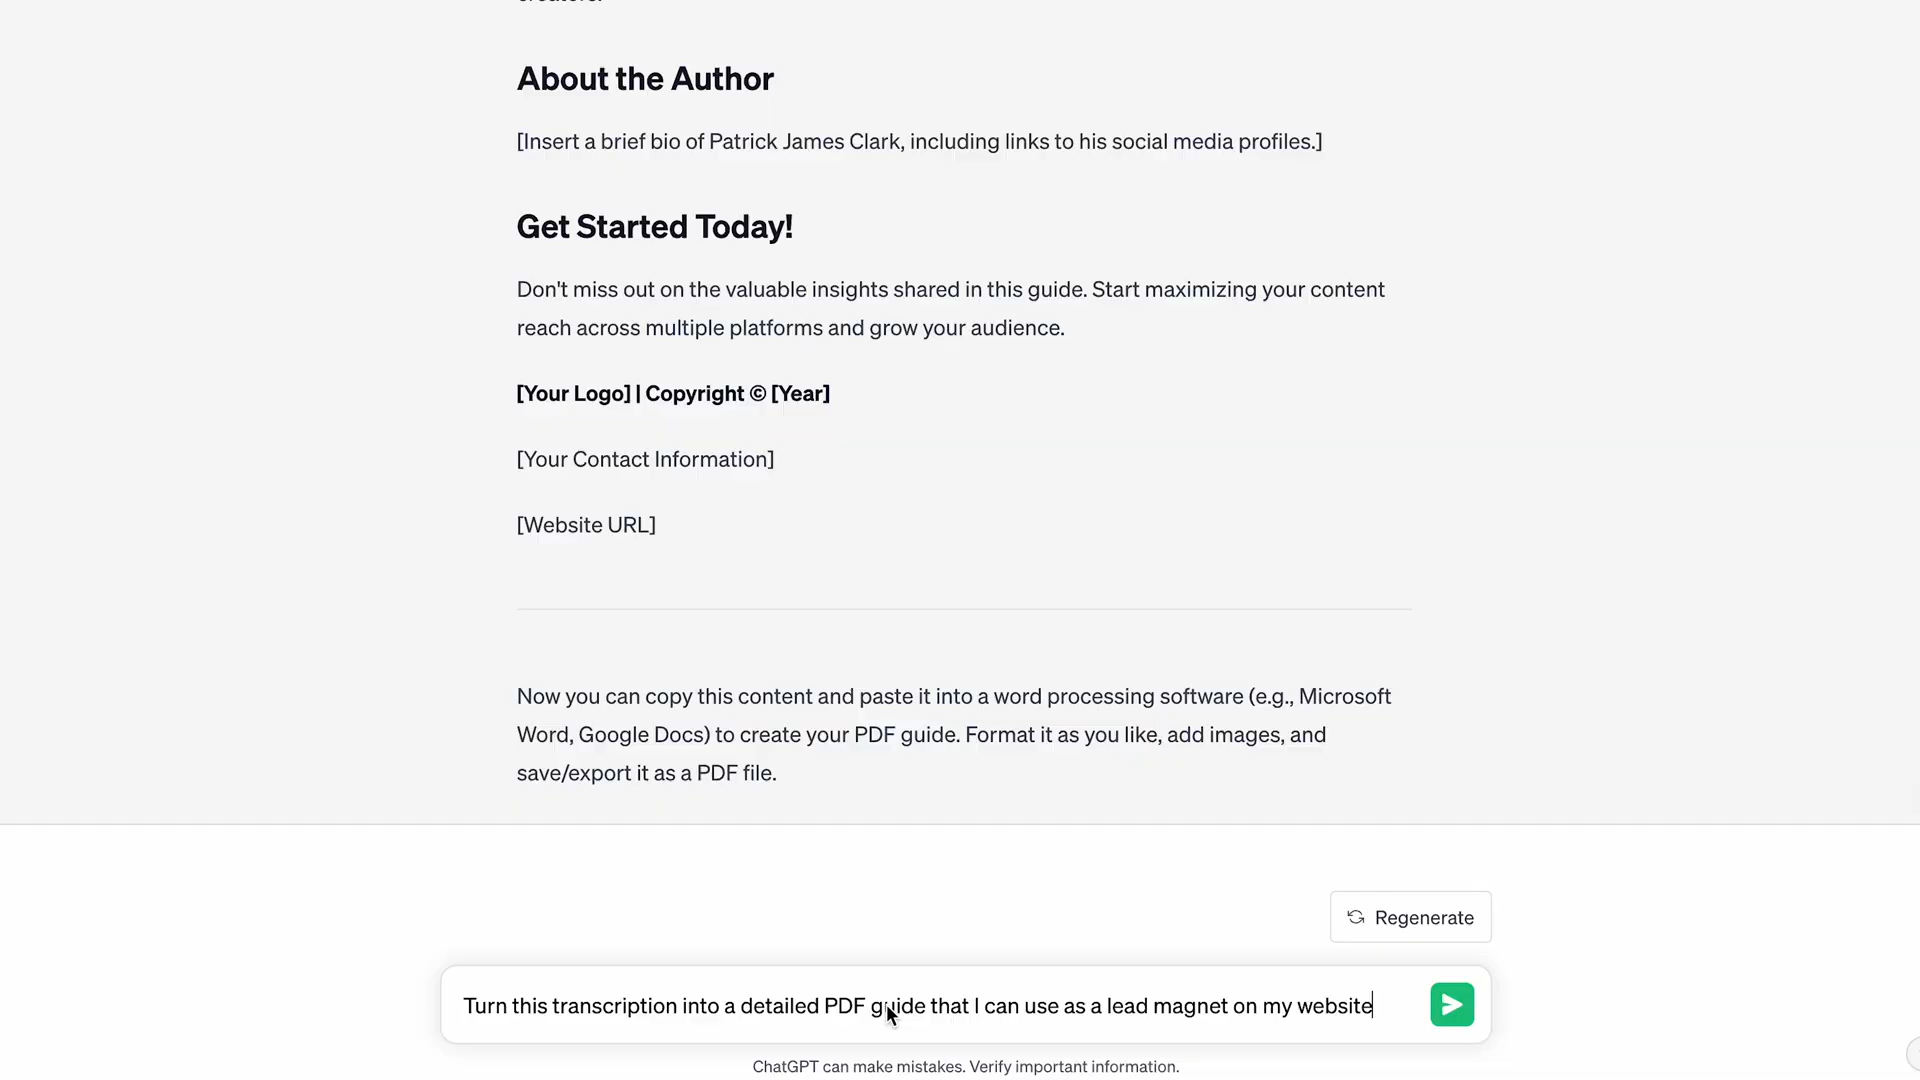 creators.
About the Author
[Insert a brief bio of Patrick James Clark, including links to his social media profiles.]
Get Started Today!
Don't miss out on the valuable insights shared in this guide. Start maximizing your content
reach across multiple platforms and grow your audience.
[Your Logo] | Copyright © [Year]
[Your Contact Information]
[Website URL]
Now you can copy this content and paste it into a word processing software (e.g., Microsoft
Word, Google Docs) to create your PDF guide. Format it as you like, add images, and
save/export it as a PDF file.
Regenerate
Turn this transcription into a detailed PDF guide that I can use as a lead magnet on my website
ChatGPT can make mistakes. Verify important information.